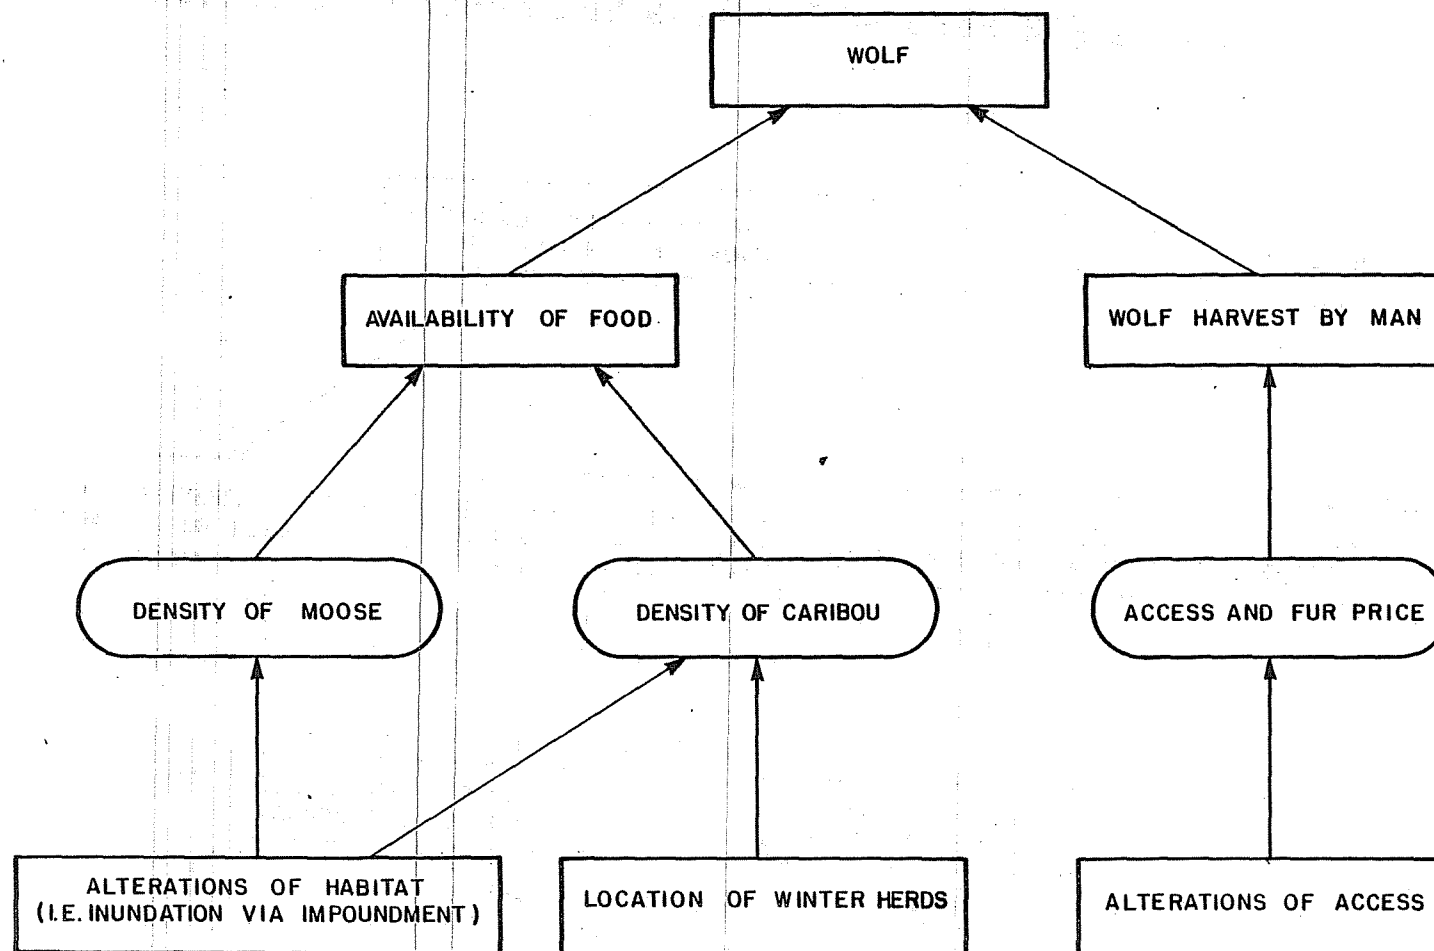 WOLF
AVAILABILITY OF FOOD
WOLF HARVEST BY MAN
DENSITY OF MOOSE
DENSITY OF CARIBOU
ACCESS AND FUR PRICE
ALTERATIONS OF HABITAT
(I.E. INUNDATION VIA IMPOUNDMENT)
LOCATION OF WINTER HERDS
ALTERATIONS OF ACCESS